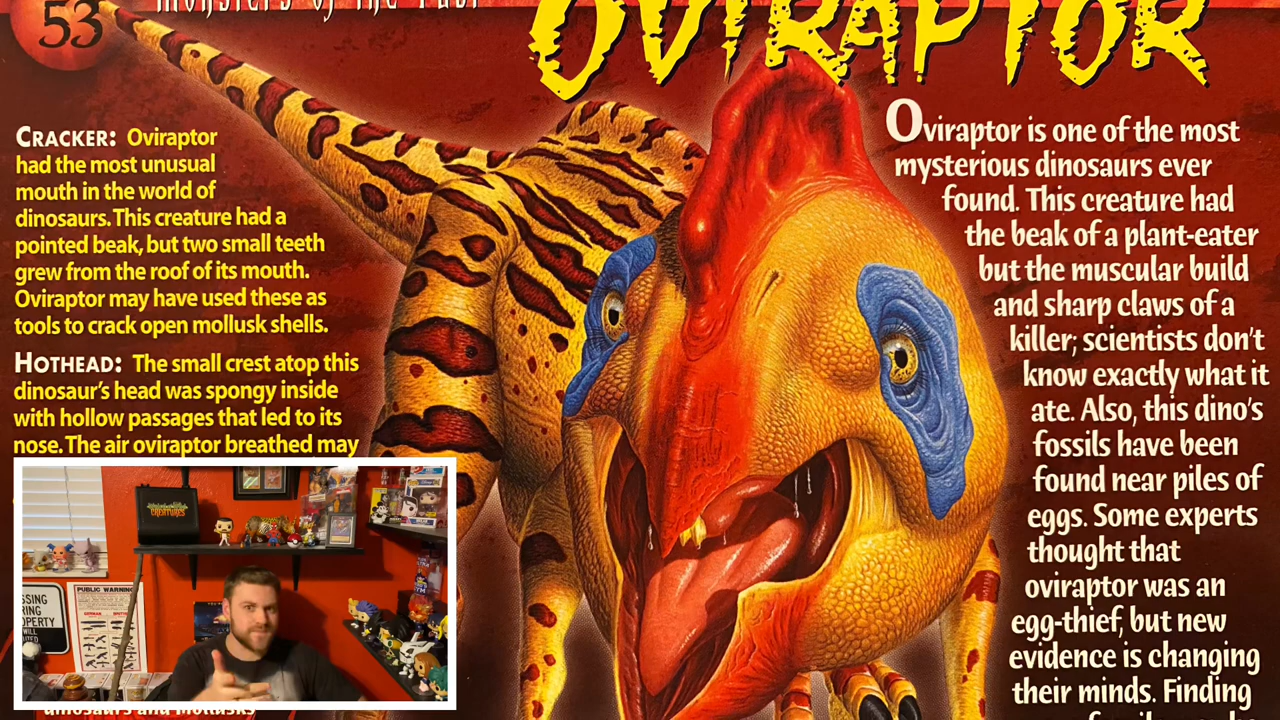 53
Monsters of the Past
OVIRAPTOR
CRACKER: Oviraptor
had the most unusual
mouth in the world of
dinosaurs. This creature had a
pointed beak, but two small teeth
grew from the roof of its mouth.
Oviraptor may have used these as
tools to crack open mollusk shells.
HOTHEAD: The small crest atop this
dinosaur's head was spongy inside
with hollow passages that led to its
nose. The air oviraptor breathed may
Oviraptor is one of the most
mysterious dinosaurs ever
found. This creature had
the beak of a plant-eater
but the muscular build
and sharp claws of a
killer; scientists don't
know exactly what it
ate. Also, this dino's
fossils have been
found near piles of
eggs. Some experts
thought that
oviraptor was an
egg-thief, but new
evidence is changing
their minds. Finding
CREATURES
PUBLIC WARNING
WILL
dinosaurs and mollusks